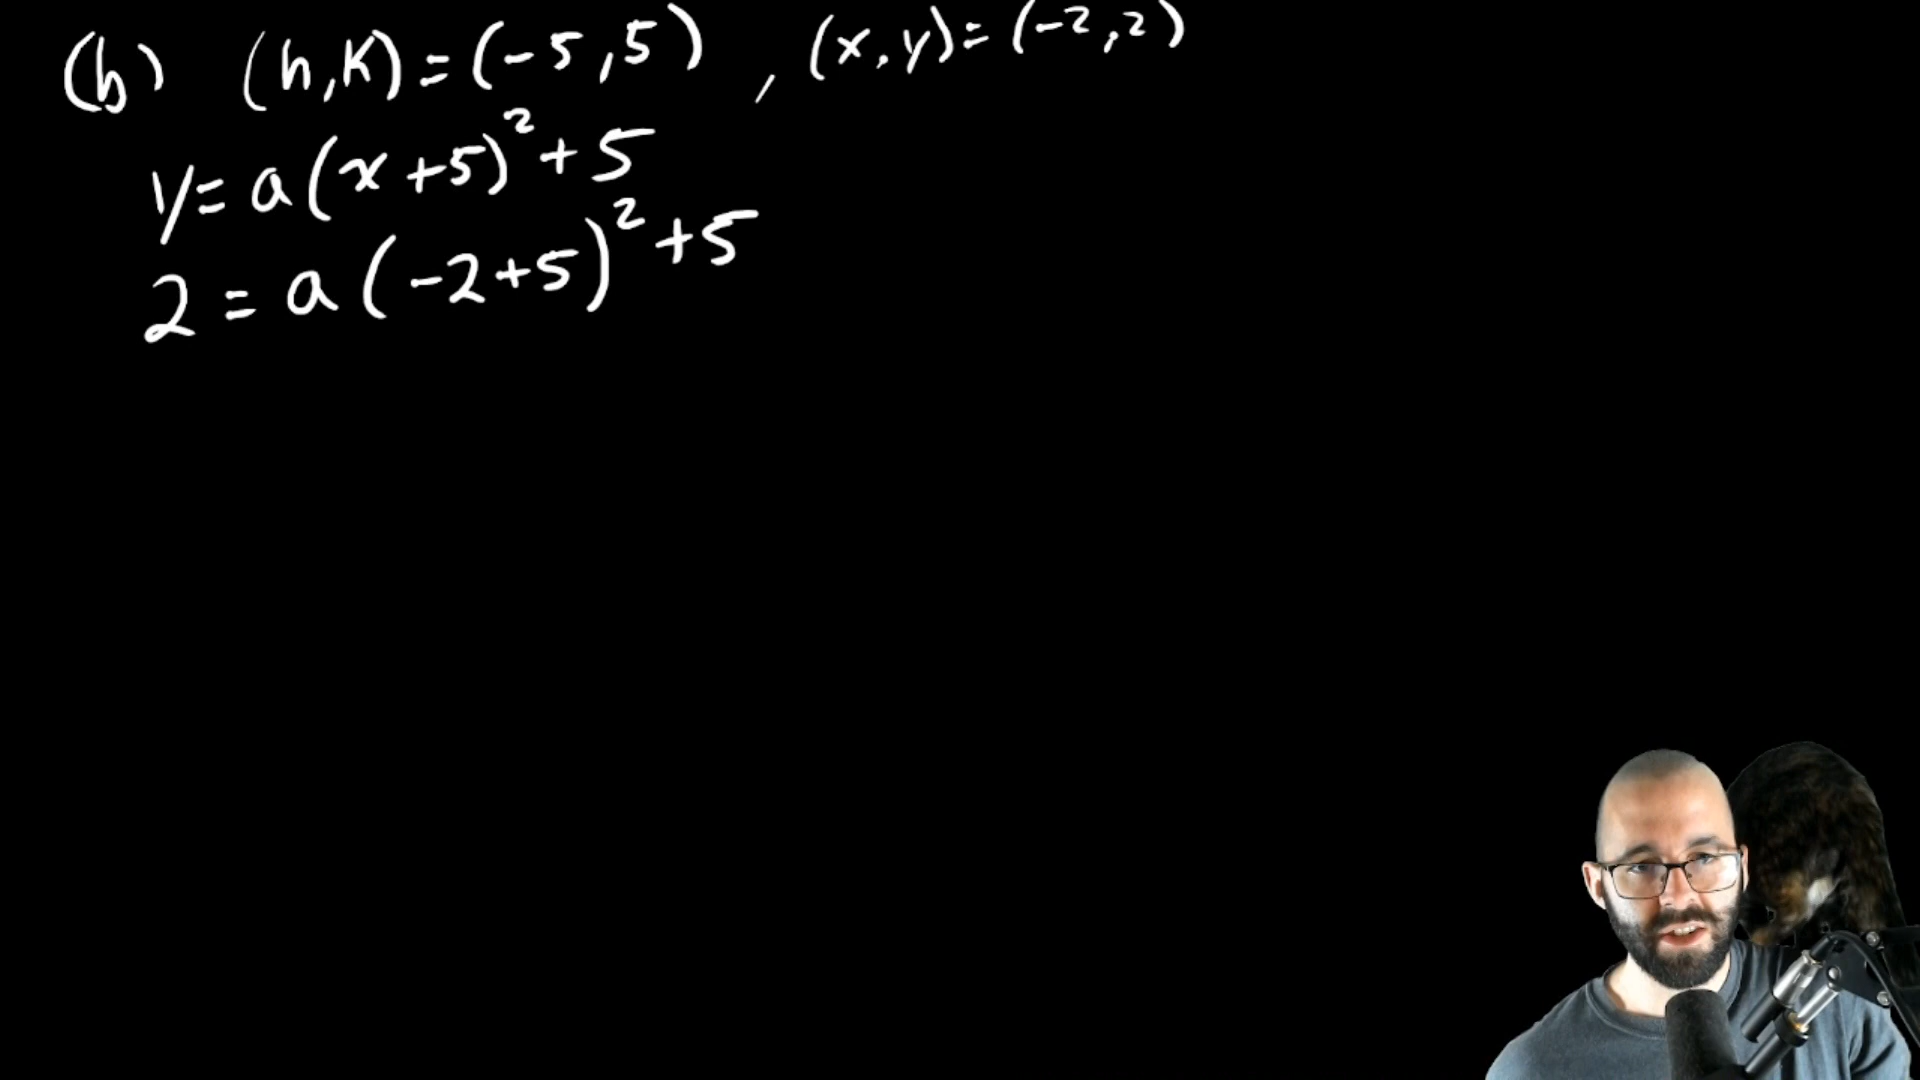 (b) (h,k) = (-5,5) , (x,y) = (-2,2)
y = a(x+5)² + 5
2 = a(-2+5)² + 5